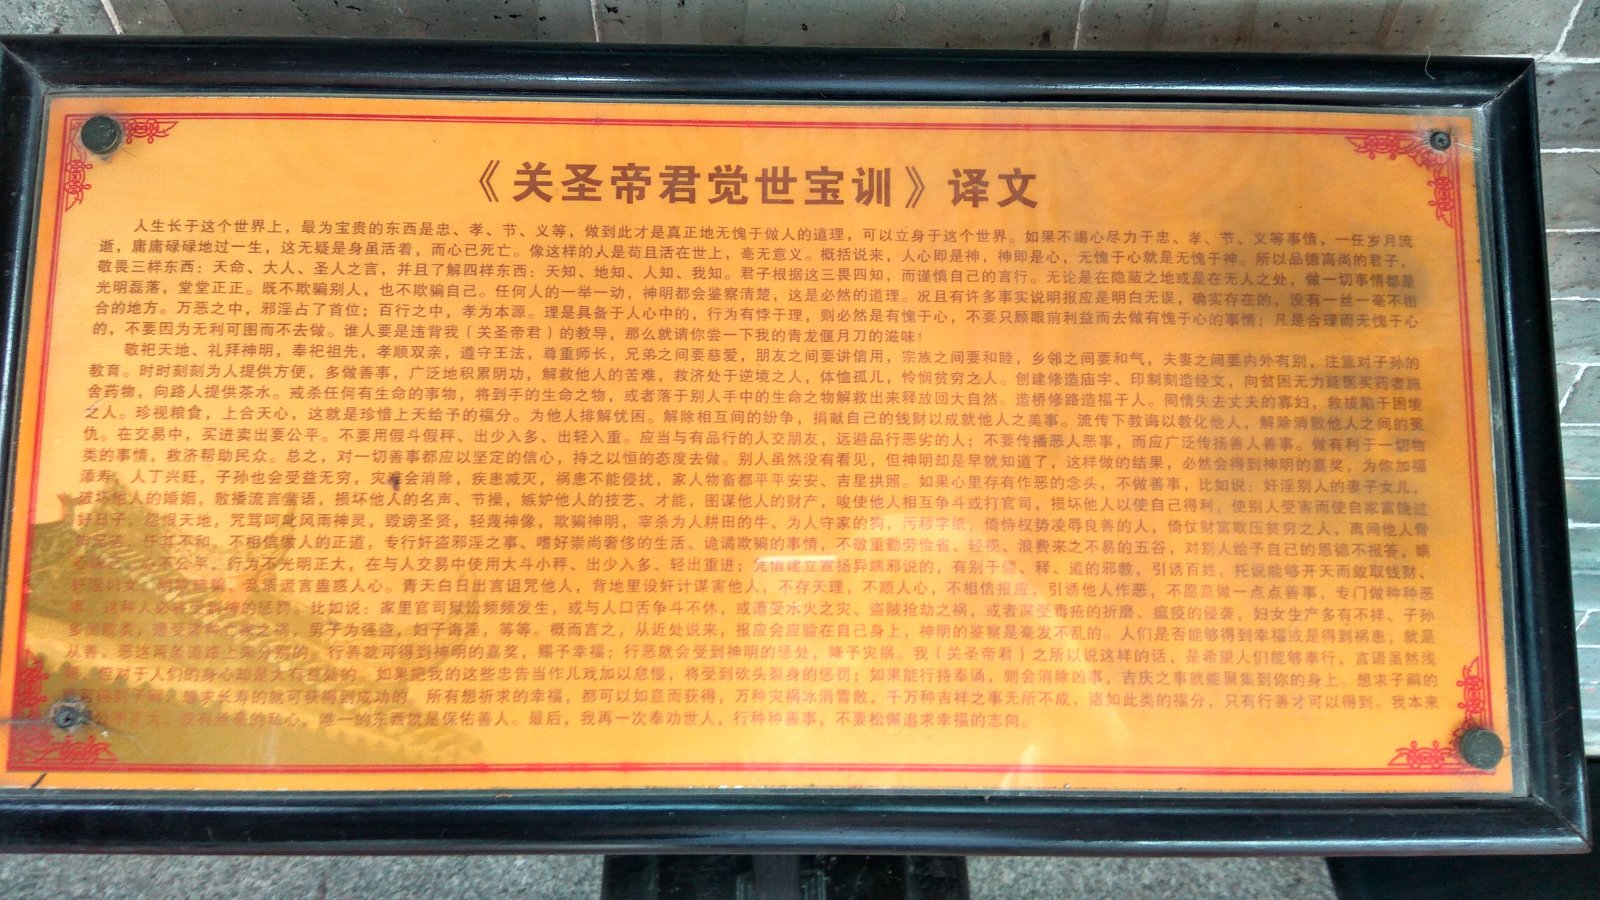 《关圣帝君觉世宝训》译文
人生长于这个世界上，最为宝贵的东西是忠、孝、节、义等，做到此才是真正地无愧于做人的道理，可以立身于这个世界。如果不竭心尽力于忠、孝、节、义等事情，一任岁月流
逝，庸庸碌碌地过一生，这无疑是身虽活着，而心已死亡。像这样的人是苟且活在世上，毫无意义。概括说来，人心即是神，神即是心，无愧于心就是无愧于神。所以品德高尚的君子，
敬畏三样东西：天命、大人、圣人之言，并且了解四样东西：天知、地知、人知、我知。君子根据这三畏四知，而谨慎自己的言行。无论是在隐蔽之地或是在无人之处，做一切事情都是
光明磊落，堂堂正正。既不欺骗别人，也不欺骗自己。任何人的一举一动，神明都会鉴察清楚，这是必然的道理。况且有许多事实说明报应是明白无误，确实存在的，没有一丝一毫不相
合的地方。万恶之中，邪淫占了首位；百行之中，孝为本源。理是具备于人心中的，行为有悖于理，则必然是有愧于心，不要只顾眼前利益而去做有愧于心的事情；凡是合理而无愧于心
的，不要因为无利可图而不去做。谁人要是违背我（关圣帝君）的教导，那么就请你尝一下我的青龙偃月刀的滋味！
敬祀天地、礼拜神明，奉祀祖先，孝顺双亲，遵守王法，尊重师长，兄弟之间要慈爱，朋友之间要讲信用，宗族之间要和睦，乡邻之间要和气，夫妻之间要内外有别，注意对子孙的
教育。时时刻刻为人提供方便，多做善事，广泛地积累阴功，解救他人的苦难，救济处于逆境之人，体恤孤儿，怜悯贫穷之人。创建修造庙宇、印制刻造经文，向贫困无力延医买药者施
舍药物，向路人提供茶水。戒杀任何有生命的事物，将到手的生命之物，或者落于别人手中的生命之物解救出来释放回大自然。造桥修路造福于人。同情失去丈夫的寡妇，救拔陷于困境
之人。珍视粮食，上合天心，这就是珍惜上天给予的福分。为他人排解忧困。解除相互间的纷争，捐献自己的钱财以成就他人之美事。流传下教诲以教化他人，解除消散他人之间的冤
仇。在交易中，买进卖出要公平。不要用假斗假秤、出少入多、出轻入重。应当与有品行的人交朋友，远避品行恶劣的人；不要传播恶人恶事，而应广泛传扬善人善事。做有利于一切物
类的事情，救济帮助民众。总之，对一切善事都应以坚定的信心，持之以恒的态度去做。别人虽然没有看见，但神明却是早就知道了，这样做的结果，必然会得到神明的嘉奖，为你加福
添寿，人丁兴旺，子孙也会受益无穷，灾难会消除，疾患减灭，祸患不能侵扰，家人物畜都平平安安、吉星拱照。如果心里存有作恶的念头，不做善事，比如说：奸淫别人的妻子女儿，
破坏他人的婚姻，散播流言蜚语，损坏他人的名声、节操，嫉妒他人的技艺、才能，图谋他人的财产，唆使他人相互争斗或打官司，损坏他人以使自己得利，使别人受害而使自家富饶过
好日子，怨恨天地，咒骂呵叱风雨神灵，毁谤圣贤，轻蔑神像，欺骗神明，宰杀为人耕田的牛、为人守家的狗，污秽字纸，倚恃权势凌辱良善的人，倚仗财富欺压贫穷之人，离间他人骨
兄弟，任其不和，不相信做人的正道，专行奸盗邪淫之事、嗜好崇尚奢侈的生活、诡谲欺骗的事情，不敬重勤劳俭省、轻视、浪费来之不易的五谷，对别人给予自己的恩德不报答，瞒
心不公平，行为不光明正大，在与人交易中使用大斗小秤、出少入多、轻出重进；凭借建立宣扬异端邪说的，有别于儒、释、道的邪教，引诱百姓，托说能够开天而敛取钱财、
奸淫妇女，乱语谎言蛊惑人心。青天白日出言诅咒他人，背地里设奸计谋害他人，不存天理，不顺人心，不相信报应，引诱他人作恶，不愿意做一点点善事，专门做种种恶
这种人必将受到神的惩罚。比如说：家里官司狱讼频频发生，或与人口舌争斗不休，或遭受水火之灾、盗贼抢劫之祸，或者深受毒疮的折磨、瘟疫的侵袭，妇女生产多有不祥、子孙
遭受之祸，男子为强盗，妇子诲淫，等等。概而言之，从近处说来，报应会应验在自己身上，神明的鉴察是毫发不乱的。人们是否能够得到幸福或是得到祸患，就是
从善、恶这两条道路上来分别的。行善就可得到神明的嘉奖，赐予幸福；行恶就会受到神明的惩处，降予灾祸。我（关圣帝君）之所以说这样的话，是希望人们能够奉行，言语虽然浅
但对于人们的身心却是大有益处的。如果把我的这些忠告当作儿戏加以怠慢，将受到砍头裂身的惩罚；如果能行持奉诵，则会消除凶事，吉庆之事就能聚集到你的身上。想求子嗣的
想求长寿的就可获得到成功的。所有想祈求的幸福，都可以如意而获得，万种灾祸冰消雪散，千万种吉祥之事无所不成，诸如此类的福分，只有行善才可以得到。我本来
没有丝毫的私心，唯一的东西就是保佑善人。最后，我再一次奉劝世人，行种种善事，不要松懈追求幸福的志向。